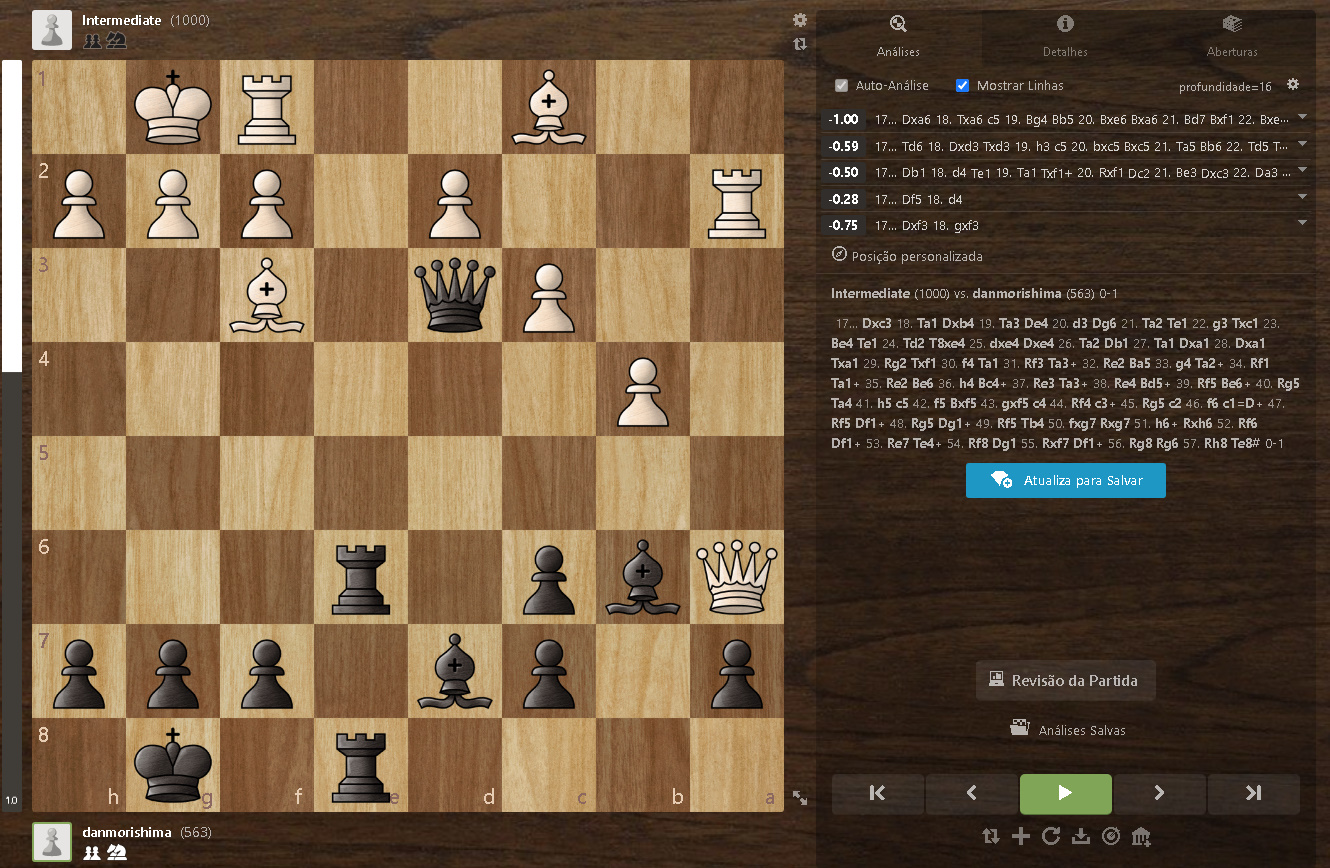 Intermediate (1000)
Análises
Detalhes
Aberturas
Auto-Análise
Mostrar Linhas
profundidade=16
-1.00 17... Dxa6 18. Txa6 c5 19. Bg4 Bb5 20. Bxe6 Bxa6 21. Bd7 Bxf1 22. Bxe...
-0.59 17... Td6 18. Dxd3 Txd3 19. h3 c5 20. bxc5 Bxc5 21. Ta5 Bb6 22. Td5 T...
-0.50 17... Db1 18. d4 Te1 19. Ta1 Txf1+ 20. Rxf1 Dc2 21. Be3 Dxc3 22. Da3 ...
-0.28 17... Df5 18. d4
-0.75 17... Dxf3 18. gxf3
Posição personalizada
Intermediate (1000) vs. danmorishima (563) 0-1
17... Dxc3 18. Ta1 Dxb4 19. Ta3 De4 20. d3 Dg6 21. Ta2 Te1 22. g3 Txc1 23.
Be4 Te1 24. Td2 T8xe4 25. dxe4 Dxe4 26. Ta2 Db1 27. Ta1 Dxa1 28. Dxa1
Txa1 29. Rg2 Txf1 30. f4 Ta1 31. Rf3 Ta3+ 32. Re2 Ba5 33. g4 Ta2+ 34. Rf1
Ta1+ 35. Re2 Be6 36. h4 Bc4+ 37. Re3 Ta3+ 38. Re4 Bd5+ 39. Rf5 Be6+ 40. Rg5
Ta4 41. h5 c5 42. f5 Bxf5 43. gxf5 c4 44. Rf4 c3+ 45. Rg5 c2 46. f6 c1=D+ 47.
Rf5 Df1+ 48. Rg5 Dg1+ 49. Rf5 Tb4 50. fxg7 Rxg7 51. h6+ Rxh6 52. Rf6
Df1+ 53. Re7 Te4+ 54. Rf8 Dg1 55. Rxf7 Df1+ 56. Rg8 Rg6 57. Rh8 Te8# 0-1
Atualiza para Salvar
Revisão da Partida
Análises Salvas
1
2
3
4
5
6
7
8
h g f e d c b a
1.0
danmorishima (563)